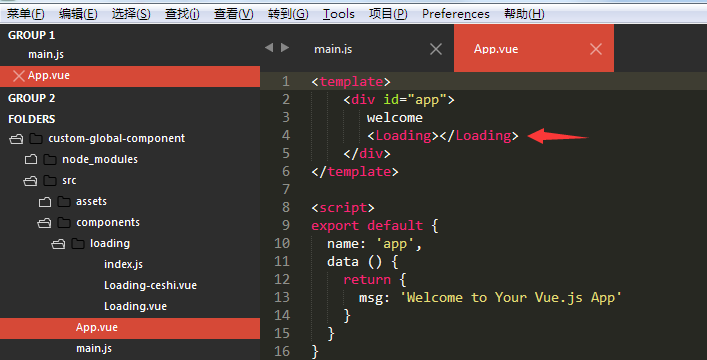 菜单(F) 编辑(E) 选择(S) 查找(i) 查看(V) 转到(G) Tools 项目(P) Preferences 帮助(H)
GROUP 1
main.js
App.vue
GROUP 2
FOLDERS
custom-global-component
node_modules
src
assets
components
loading
index.js
Loading-ceshi.vue
Loading.vue
App.vue
main.js
main.js App.vue
1 <template>
2 <div id="app">
3 welcome
4 <Loading></Loading>
5 </div>
6 </template>
7
8 <script>
9 export default {
10 name: 'app',
11 data () {
12 return {
13 msg: 'Welcome to Your Vue.js App'
14 }
15 }
16 }